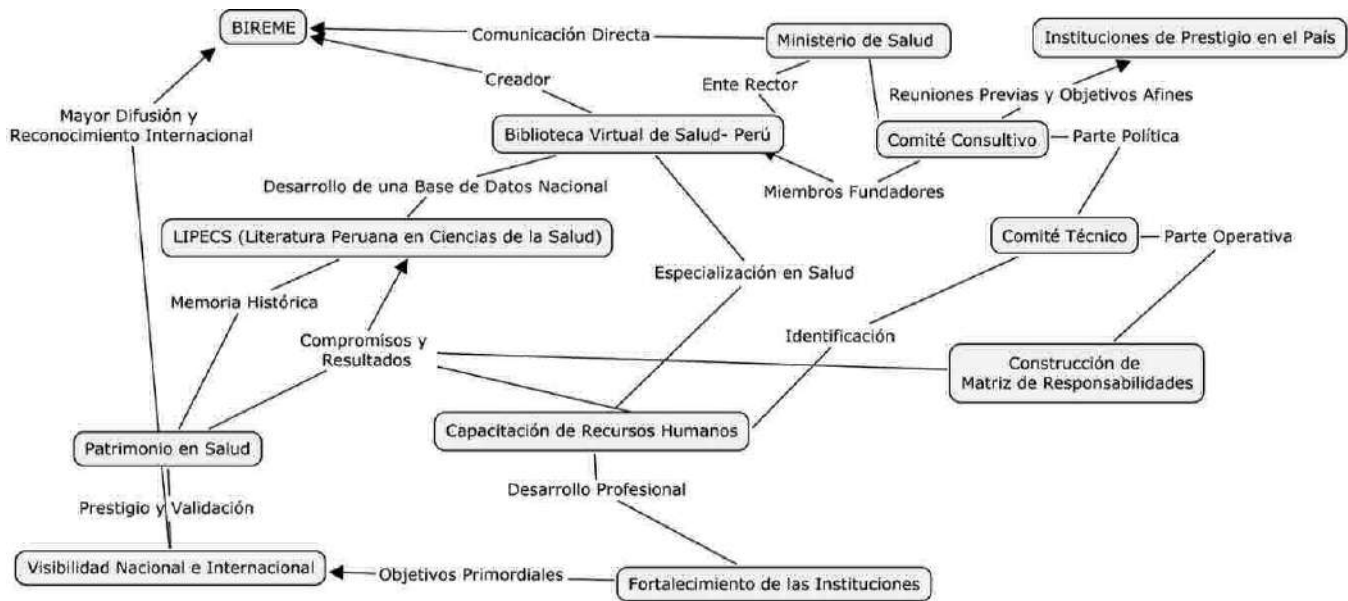 BIREME
Comunicación Directa
Ministerio de Salud
Instituciones de Prestigio en el País
Creador
Ente Rector
Reuniones Previas y Objetivos Afines
Mayor Difusión y
Reconocimiento Internacional
Biblioteca Virtual de Salud- Perú
Comité Consultivo
Parte Política
Desarrollo de una Base de Datos Nacional
Miembros Fundadores
LIPECS (Literatura Peruana en Ciencias de la Salud)
Comité Técnico
Parte Operativa
Especialización en Salud
Memoria Histórica
Compromisos y
Resultados
Identificación
Construcción de
Matriz de Responsabilidades
Capacitación de Recursos Humanos
Patrimonio en Salud
Desarrollo Profesional
Prestigio y Validación
Visibilidad Nacional e Internacional
Objetivos Primordiales
Fortalecimiento de las Instituciones